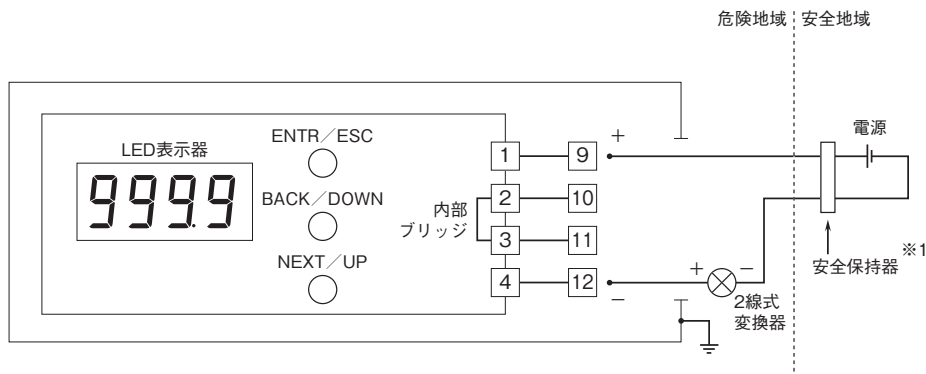 危険地域 安全地域
ENTR／ESC
LED表示器
999.9
BACK／DOWN
NEXT／UP
内部
ブリッジ
1 9 +
2 10
3 11
4 12 −
+ −
2線式
変換器
電源
安全保持器 ※1